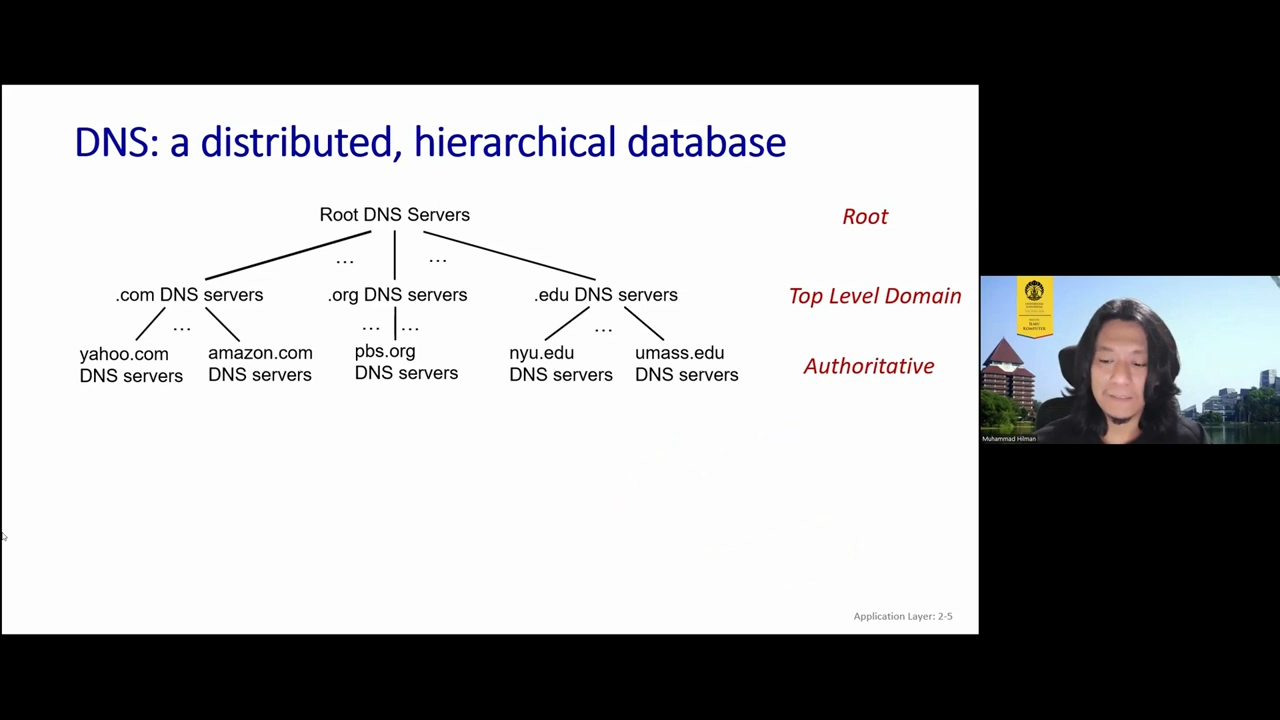 DNS: a distributed, hierarchical database
Root DNS Servers
Root
... ...
.com DNS servers .org DNS servers .edu DNS servers
Top Level Domain
... ... ... ...
yahoo.com
DNS servers
amazon.com
DNS servers
pbs.org
DNS servers
nyu.edu
DNS servers
umass.edu
DNS servers
Authoritative
Application Layer: 2-5
ILMU
KOMPUTER
Muhammad Hilman